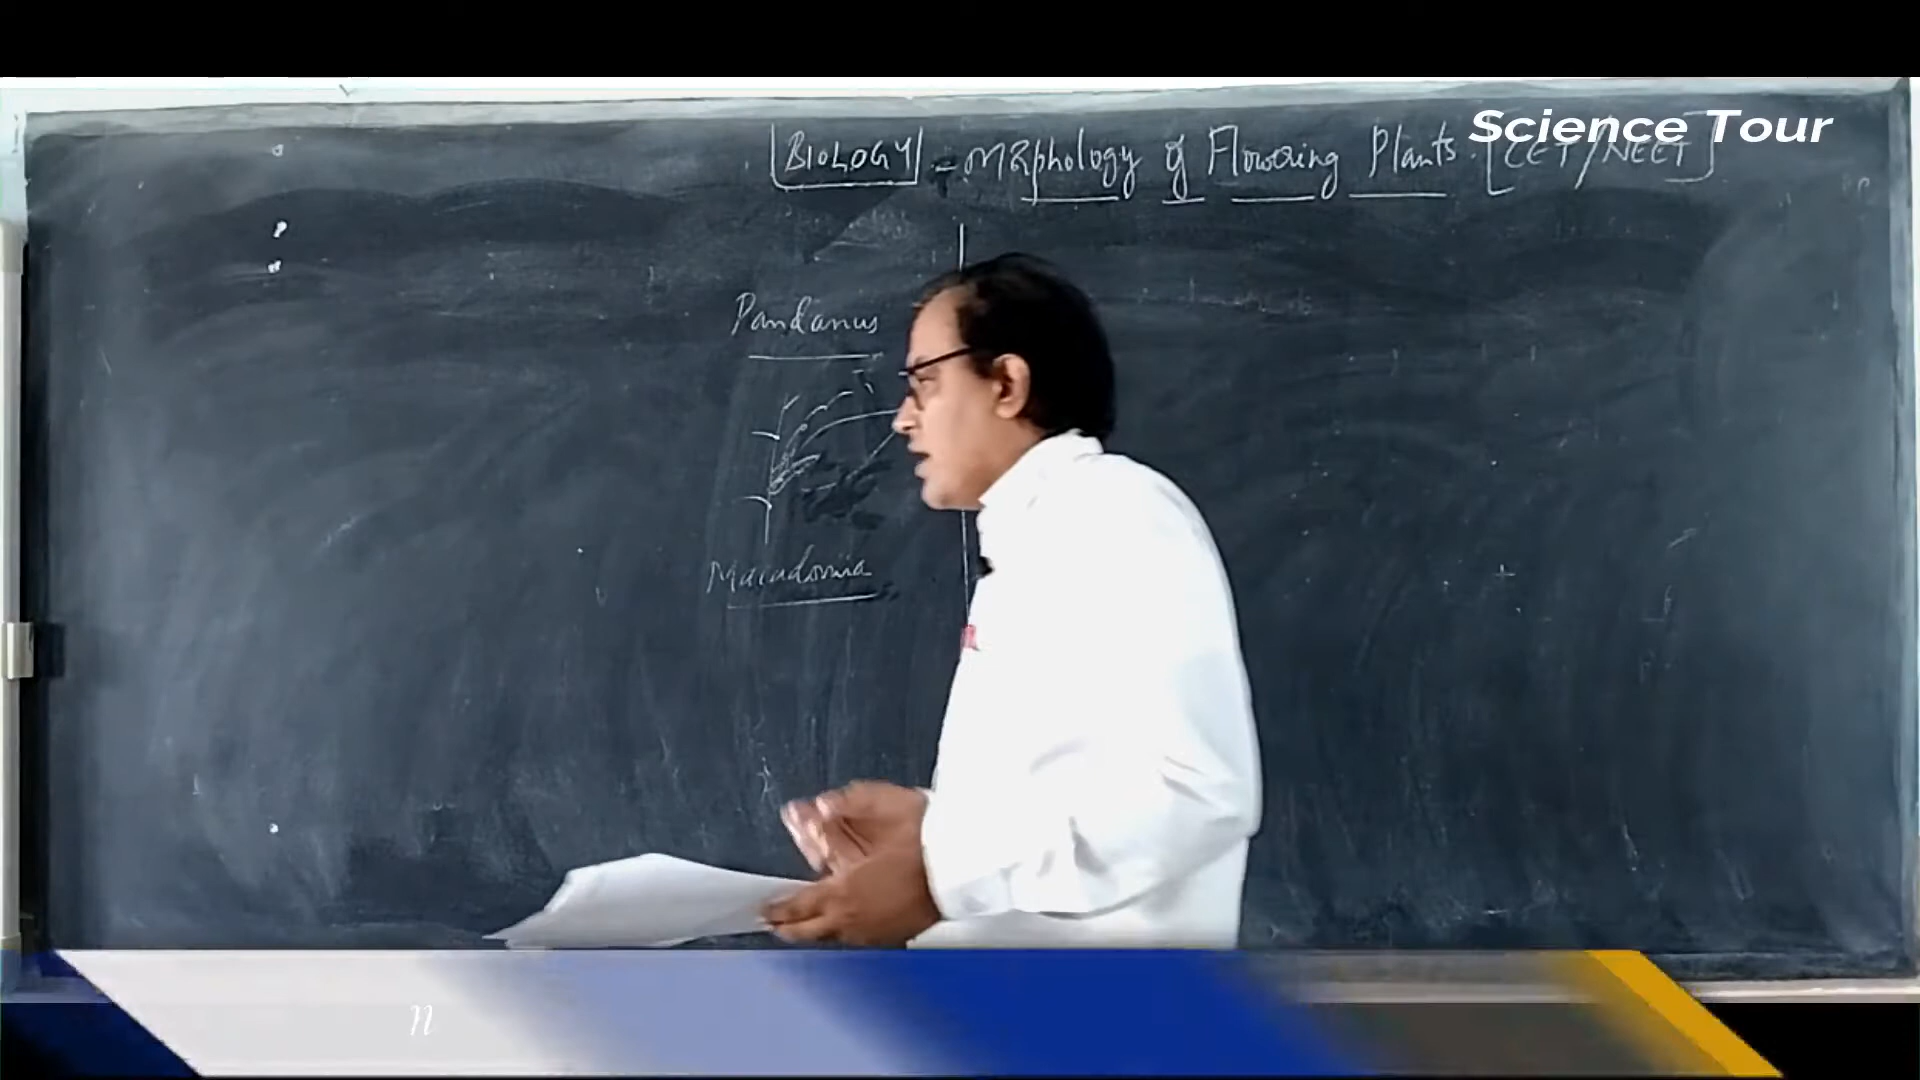 Science Tour
BIOLOGY - Morphology of Flowering Plants. [CET/NEET]
Pandanus
Macadamia
n